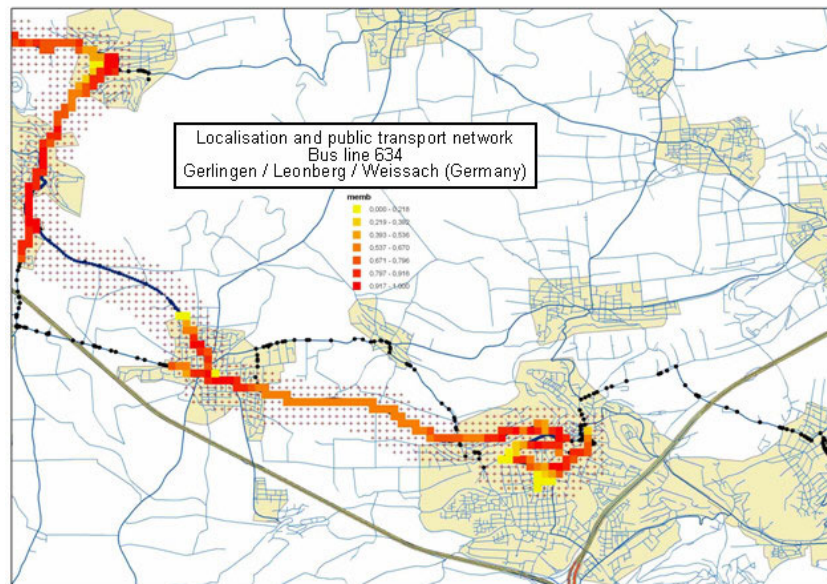 Localisation and public transport network
Bus line 634
Gerlingen / Leonberg / Weissach (Germany)
memb
0.000 - 0.218
0.219 - 0.392
0.393 - 0.536
0.537 - 0.670
0.671 - 0.796
0.797 - 0.916
0.917 - 1.000